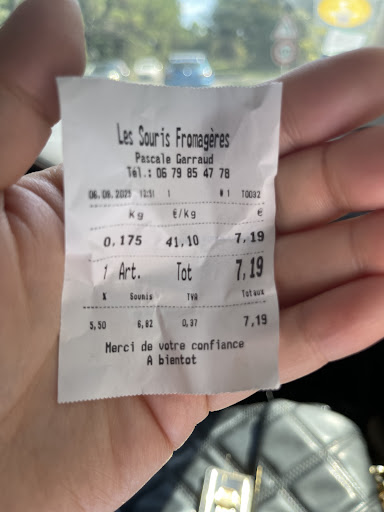 Les Souris Fromagères
Pascale Garraud
Tél.: 06 79 85 47 78
06.08.2025 12:51 1 W 1 T0032
kg €/kg €
0,175 41,10 7,19
1 Art. Tot 7,19
% Soumis TVA Totaux
5,50 6,82 0,37 7,19
Merci de votre confiance
A bientot